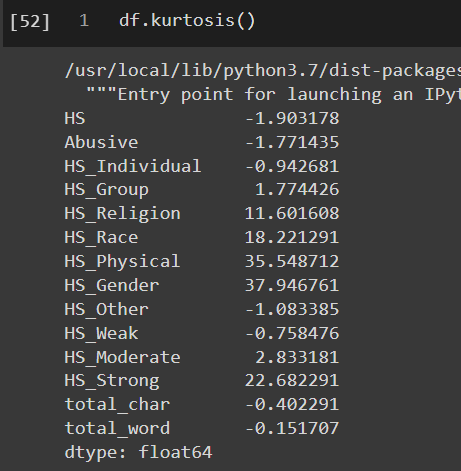 [52] 1 df.kurtosis()
/usr/local/lib/python3.7/dist-packages
"""Entry point for launching an IPyt
HS -1.903178
Abusive -1.771435
HS_Individual -0.942681
HS_Group 1.774426
HS_Religion 11.601608
HS_Race 18.221291
HS_Physical 35.548712
HS_Gender 37.946761
HS_Other -1.083385
HS_Weak -0.758476
HS_Moderate 2.833181
HS_Strong 22.682291
total_char -0.402291
total_word -0.151707
dtype: float64